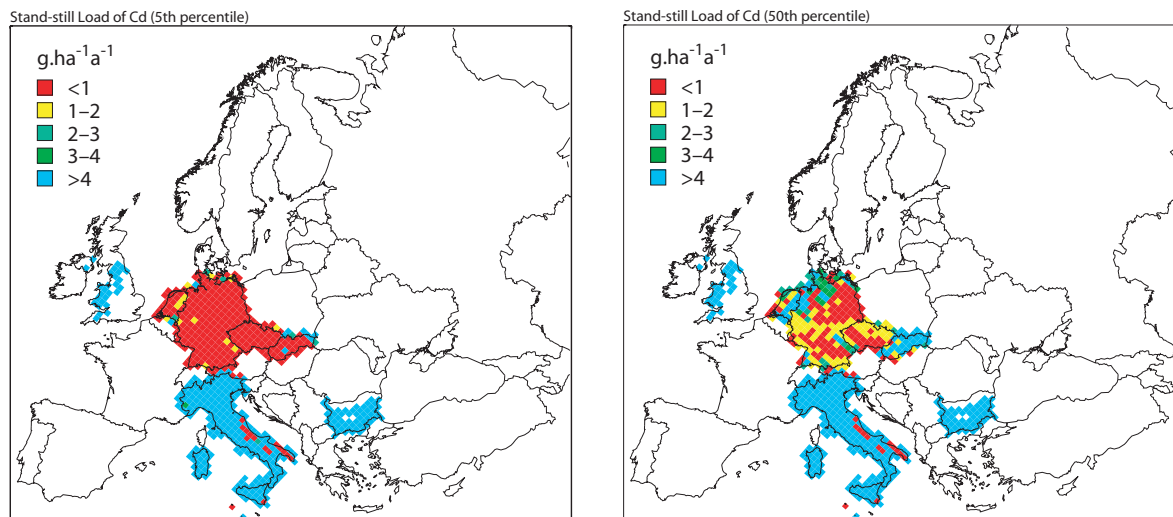 Stand-still Load of Cd (5th percentile)
g.ha⁻¹a⁻¹
<1
1–2
2–3
3–4
>4
Stand-still Load of Cd (50th percentile)
g.ha⁻¹a⁻¹
<1
1–2
2–3
3–4
>4